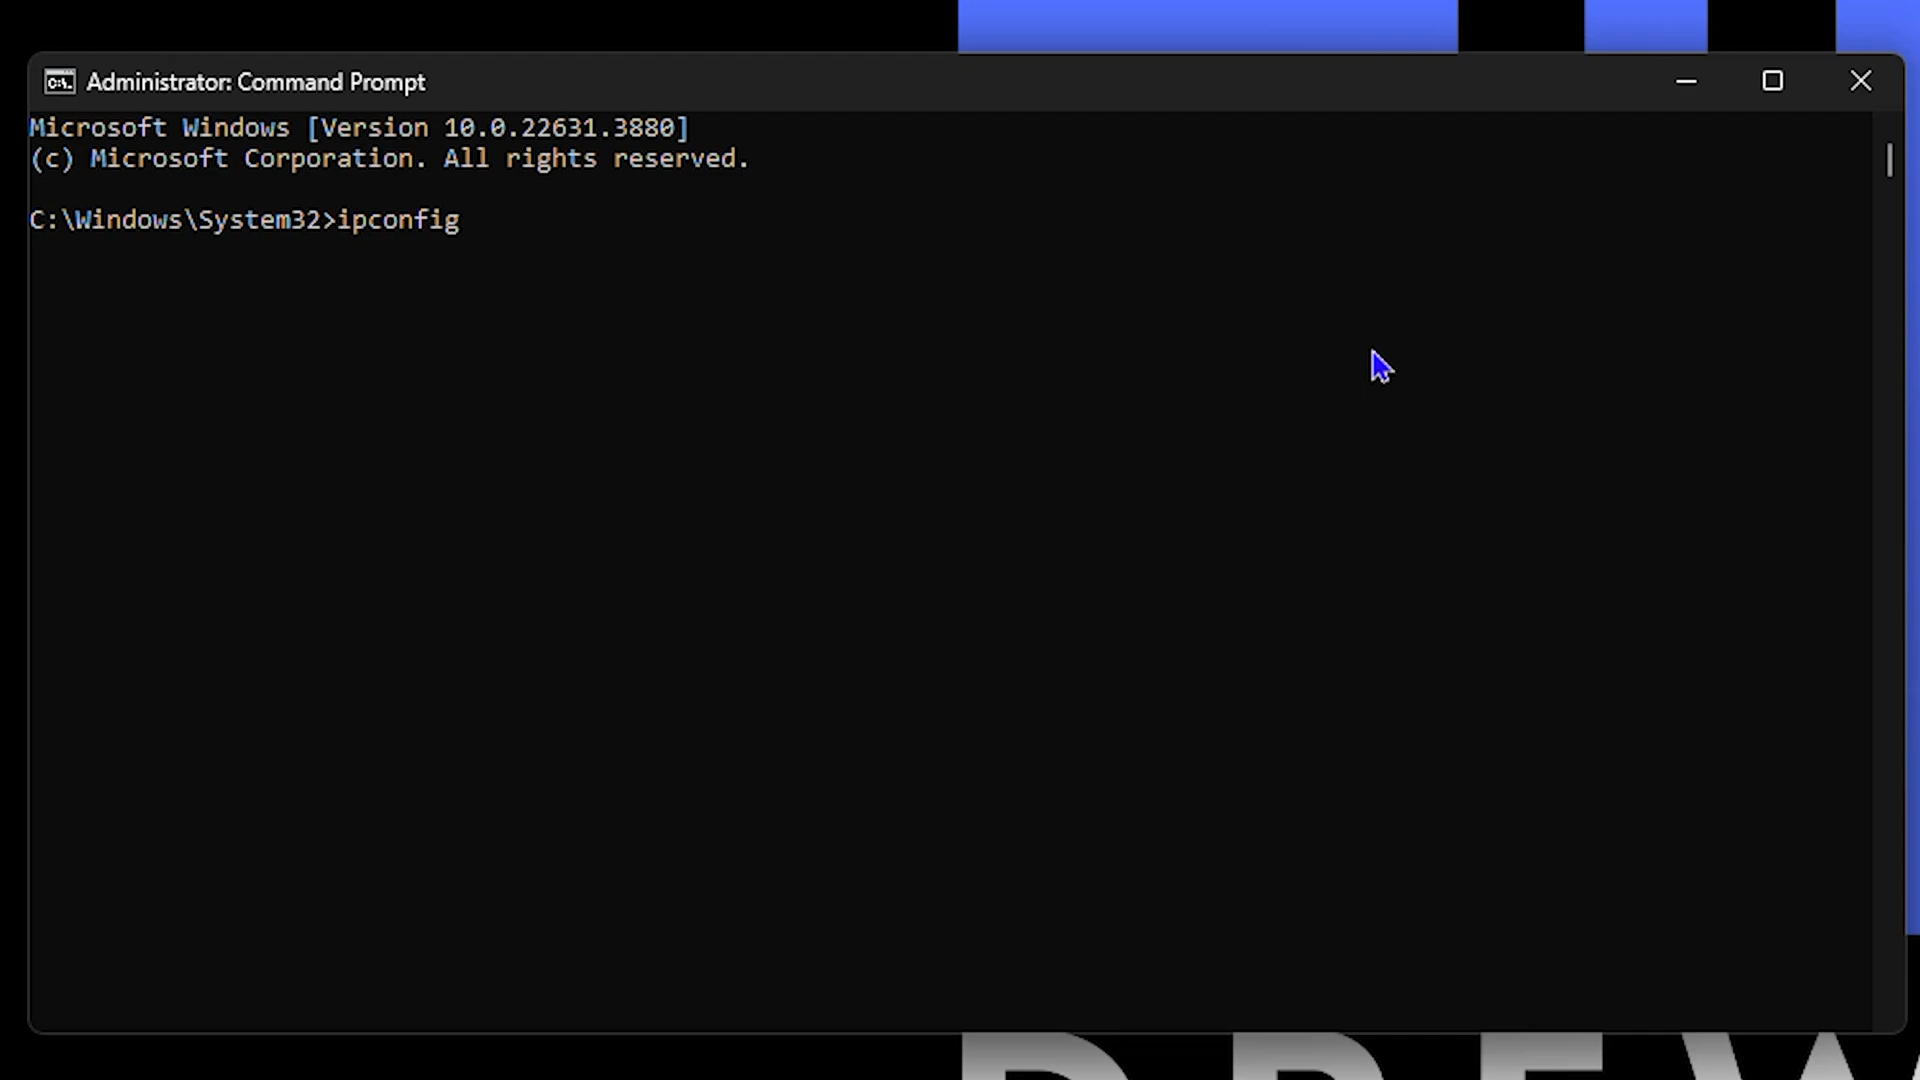 Administrator: Command Prompt
Microsoft Windows [Version 10.0.22631.3880]
(c) Microsoft Corporation. All rights reserved.
C:\Windows\System32>ipconfig